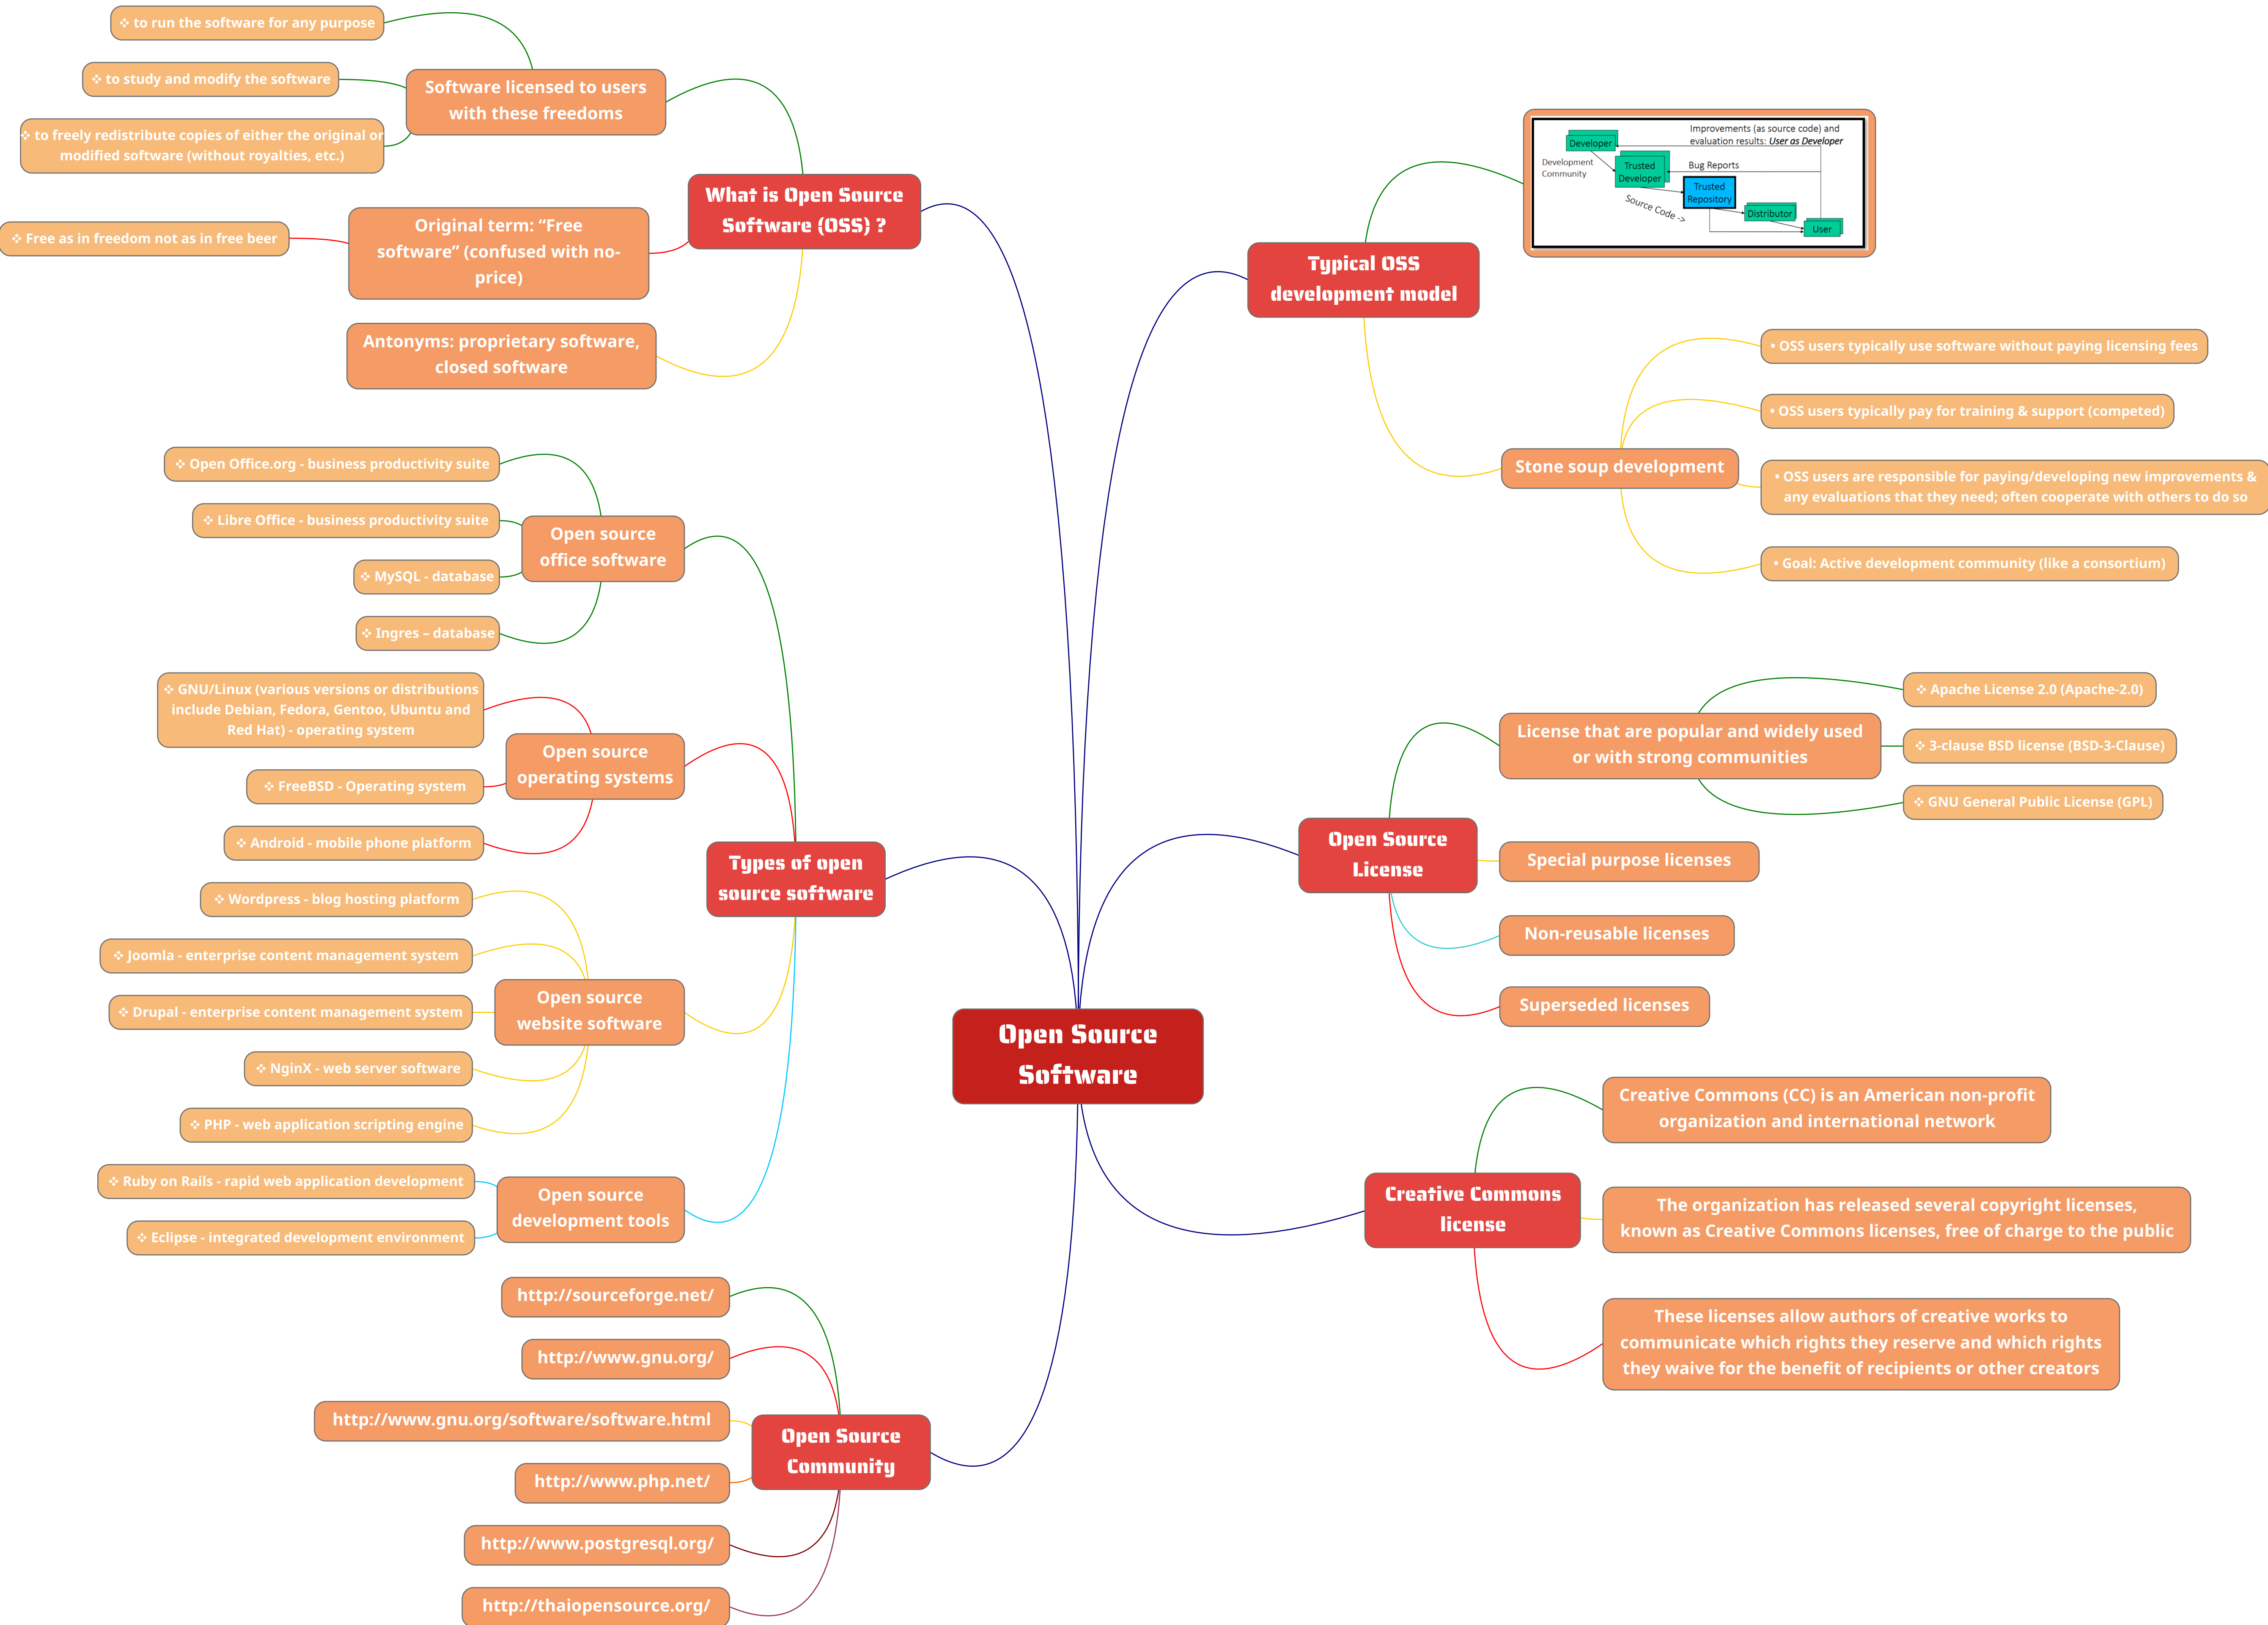 Open Source
Software
What is Open Source
Software (OSS) ?
Software licensed to users
with these freedoms
❖ to run the software for any purpose
❖ to study and modify the software
❖ to freely redistribute copies of either the original or
modified software (without royalties, etc.)
Original term: “Free
software” (confused with no-
price)
❖ Free as in freedom not as in free beer
Antonyms: proprietary software,
closed software
Types of open
source software
Open source
office software
❖ Open Office.org - business productivity suite
❖ Libre Office - business productivity suite
❖ MySQL - database
❖ Ingres – database
Open source
operating systems
❖ GNU/Linux (various versions or distributions
include Debian, Fedora, Gentoo, Ubuntu and
Red Hat) - operating system
❖ FreeBSD - Operating system
❖ Android - mobile phone platform
Open source
website software
❖ Wordpress - blog hosting platform
❖ Joomla - enterprise content management system
❖ Drupal - enterprise content management system
❖ NginX - web server software
❖ PHP - web application scripting engine
Open source
development tools
❖ Ruby on Rails - rapid web application development
❖ Eclipse - integrated development environment
Open Source
Community
http://sourceforge.net/
http://www.gnu.org/
http://www.gnu.org/software/software.html
http://www.php.net/
http://www.postgresql.org/
http://thaiopensource.org/
Typical OSS
development model
Improvements (as source code) and
evaluation results: User as Developer
Developer
Development
Community
Bug Reports
Trusted
Developer
Trusted
Repository
Source Code ->
Distributor
User
Stone soup development
• OSS users typically use software without paying licensing fees
• OSS users typically pay for training & support (competed)
• OSS users are responsible for paying/developing new improvements &
any evaluations that they need; often cooperate with others to do so
• Goal: Active development community (like a consortium)
Open Source
License
License that are popular and widely used
or with strong communities
❖ Apache License 2.0 (Apache-2.0)
❖ 3-clause BSD license (BSD-3-Clause)
❖ GNU General Public License (GPL)
Special purpose licenses
Non-reusable licenses
Superseded licenses
Creative Commons
license
Creative Commons (CC) is an American non-profit
organization and international network
The organization has released several copyright licenses,
known as Creative Commons licenses, free of charge to the public
These licenses allow authors of creative works to
communicate which rights they reserve and which rights
they waive for the benefit of recipients or other creators